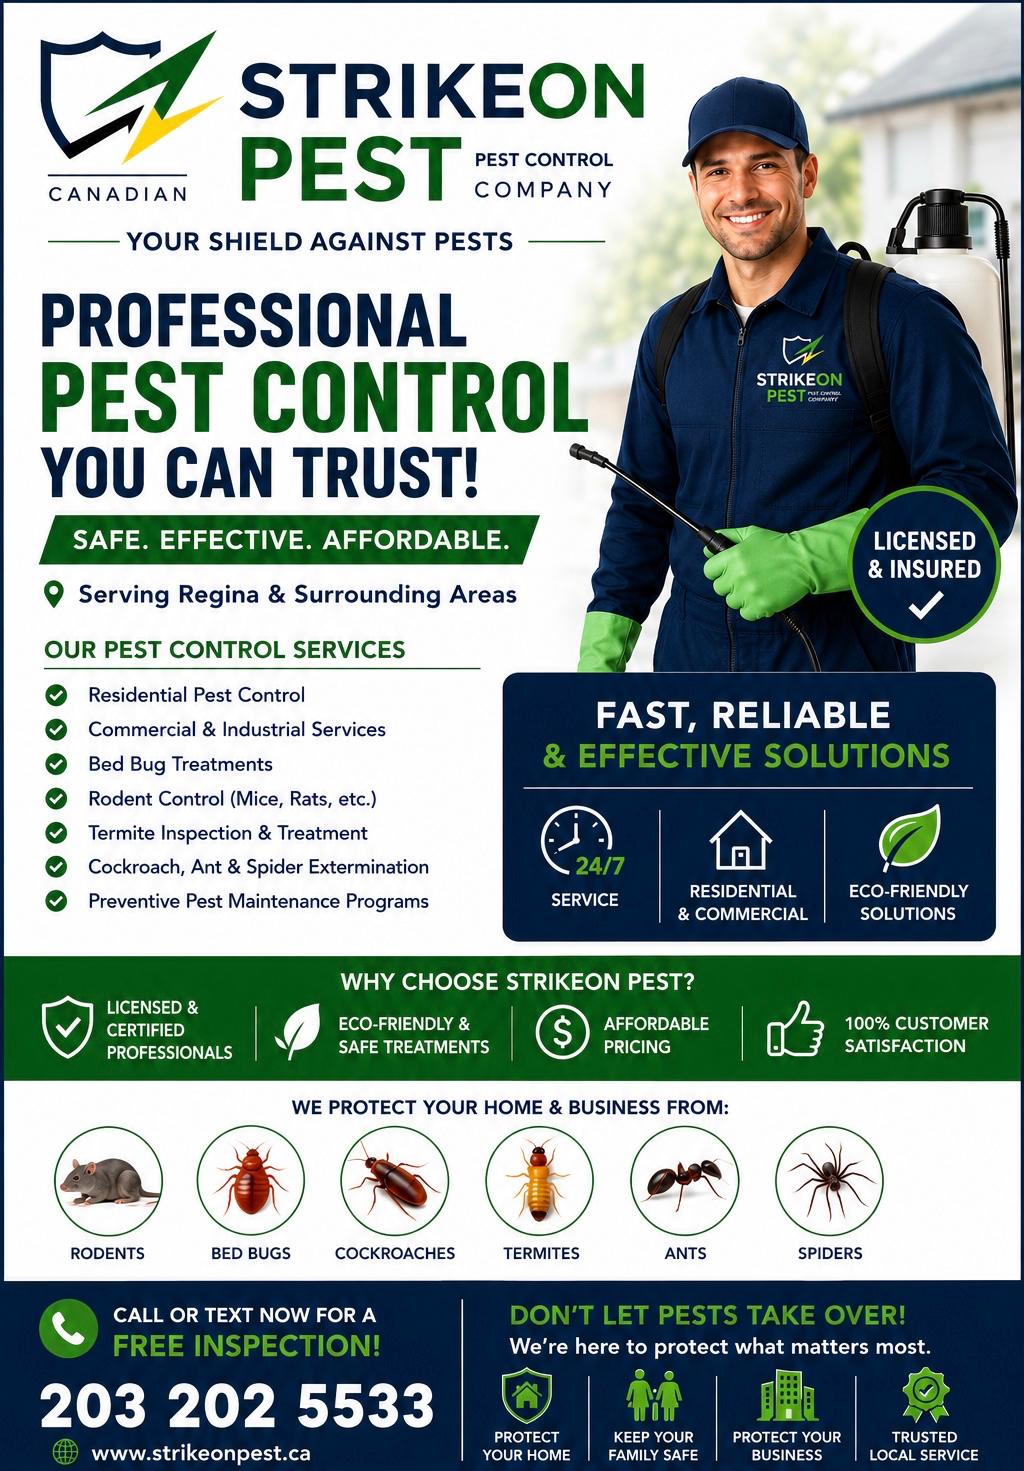 CANADIAN
STRIKEON
PEST
PEST CONTROL
COMPANY
YOUR SHIELD AGAINST PESTS
PROFESSIONAL
PEST CONTROL
YOU CAN TRUST!
SAFE. EFFECTIVE. AFFORDABLE.
Serving Regina & Surrounding Areas
STRIKEON
PEST
PEST CONTROL
COMPANY
LICENSED
& INSURED
OUR PEST CONTROL SERVICES
Residential Pest Control
Commercial & Industrial Services
Bed Bug Treatments
Rodent Control (Mice, Rats, etc.)
Termite Inspection & Treatment
Cockroach, Ant & Spider Extermination
Preventive Pest Maintenance Programs
FAST, RELIABLE
& EFFECTIVE SOLUTIONS
24/7
SERVICE
RESIDENTIAL
& COMMERCIAL
ECO-FRIENDLY
SOLUTIONS
WHY CHOOSE STRIKEON PEST?
LICENSED &
CERTIFIED
PROFESSIONALS
ECO-FRIENDLY &
SAFE TREATMENTS
$
AFFORDABLE
PRICING
100% CUSTOMER
SATISFACTION
WE PROTECT YOUR HOME & BUSINESS FROM:
RODENTS
BED BUGS
COCKROACHES
TERMITES
ANTS
SPIDERS
CALL OR TEXT NOW FOR A
FREE INSPECTION!
203 202 5533
www.strikeonpest.ca
DON'T LET PESTS TAKE OVER!
We're here to protect what matters most.
PROTECT
YOUR HOME
KEEP YOUR
FAMILY SAFE
PROTECT YOUR
BUSINESS
TRUSTED
LOCAL SERVICE